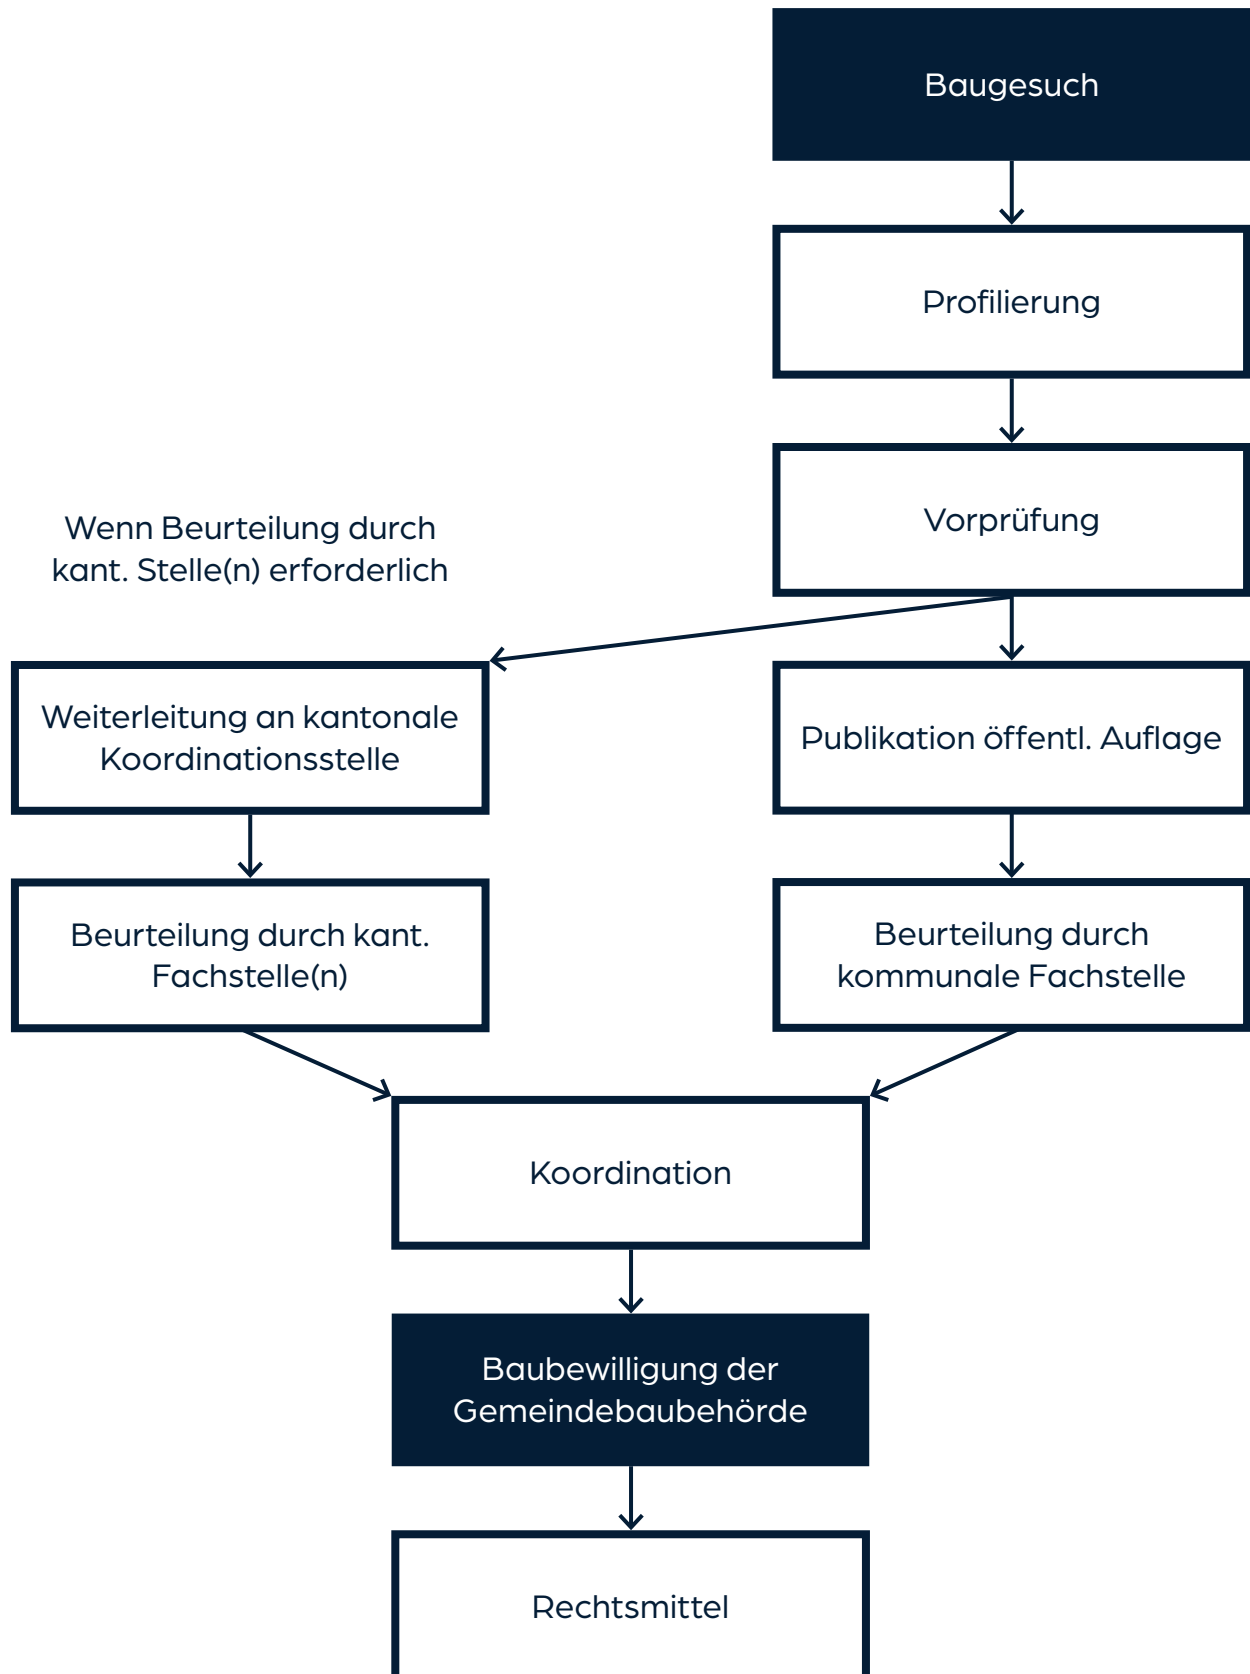 Baugesuch
Profilierung
Vorprüfung
Wenn Beurteilung durch
kant. Stelle(n) erforderlich
Weiterleitung an kantonale
Koordinationsstelle
Publikation öffentl. Auflage
Beurteilung durch kant.
Fachstelle(n)
Beurteilung durch
kommunale Fachstelle
Koordination
Baubewilligung der
Gemeindebaubehörde
Rechtsmittel